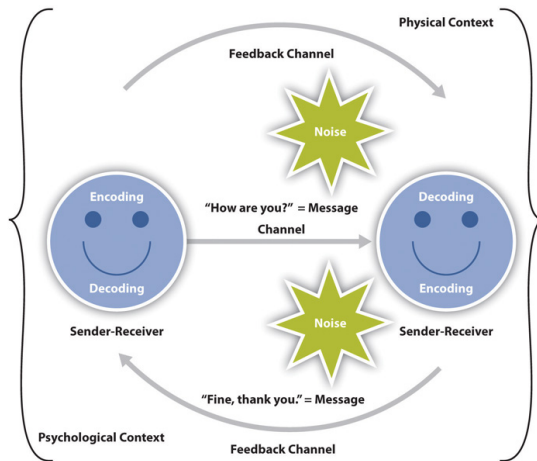 Physical Context
Feedback Channel
Noise
Encoding
Decoding
"How are you?" = Message
Channel
Decoding
Encoding
Sender-Receiver
Noise
Sender-Receiver
"Fine, thank you." = Message
Psychological Context
Feedback Channel